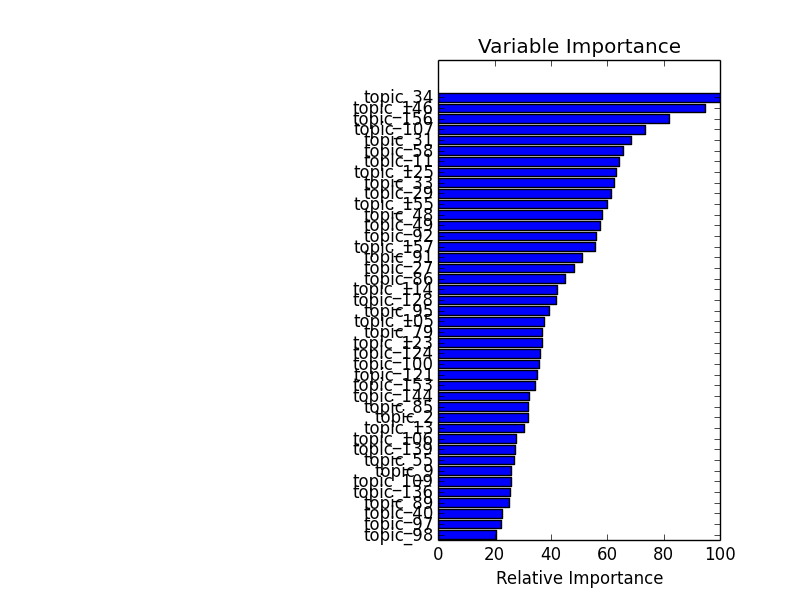 Variable Importance
topic_34
topic_146
topic_156
topic_107
topic_31
topic_58
topic_11
topic_125
topic_33
topic_29
topic_155
topic_48
topic_49
topic_92
topic_157
topic_91
topic_27
topic_86
topic_114
topic_128
topic_95
topic_105
topic_79
topic_123
topic_124
topic_100
topic_121
topic_153
topic_144
topic_85
topic_2
topic_13
topic_106
topic_139
topic_55
topic_9
topic_109
topic_136
topic_89
topic_40
topic_97
topic_98
0 20 40 60 80 100
Relative Importance